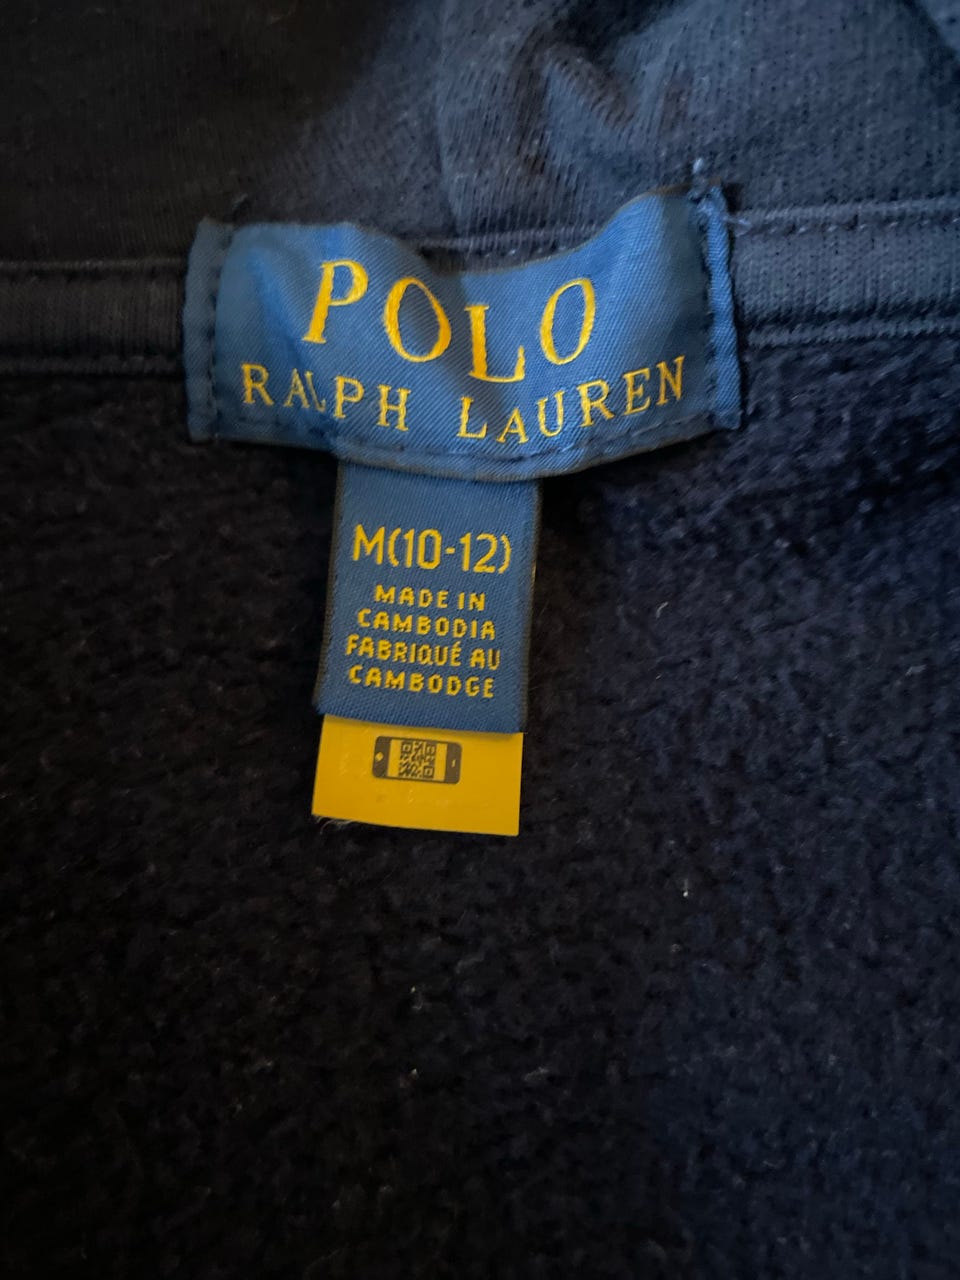 POLO
RALPH LAUREN
M(10-12)
MADE IN
CAMBODIA
FABRIQUÉ AU
CAMBODGE